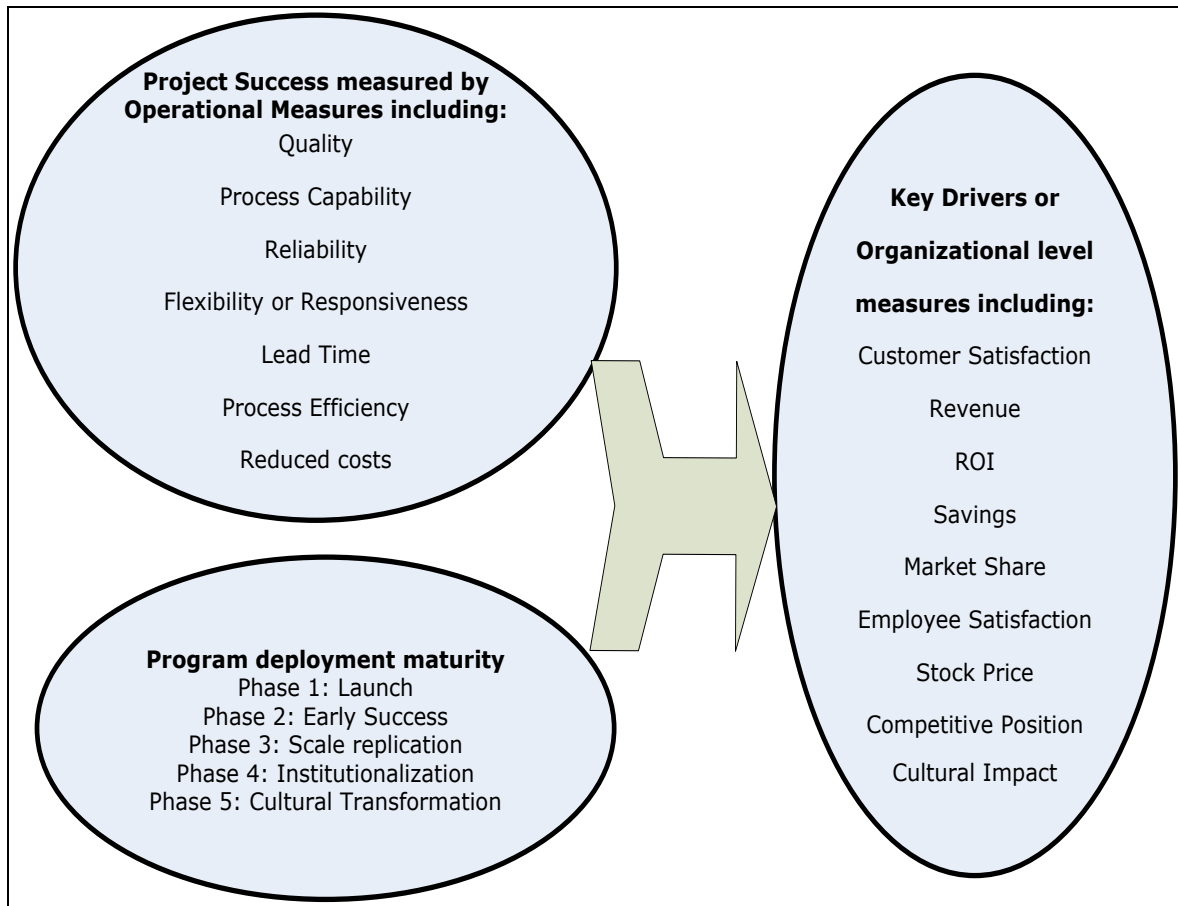 Project Success measured by
Operational Measures including:
Quality
Process Capability
Reliability
Flexibility or Responsiveness
Lead Time
Process Efficiency
Reduced costs
Program deployment maturity
Phase 1: Launch
Phase 2: Early Success
Phase 3: Scale replication
Phase 4: Institutionalization
Phase 5: Cultural Transformation
Key Drivers or
Organizational level
measures including:
Customer Satisfaction
Revenue
ROI
Savings
Market Share
Employee Satisfaction
Stock Price
Competitive Position
Cultural Impact